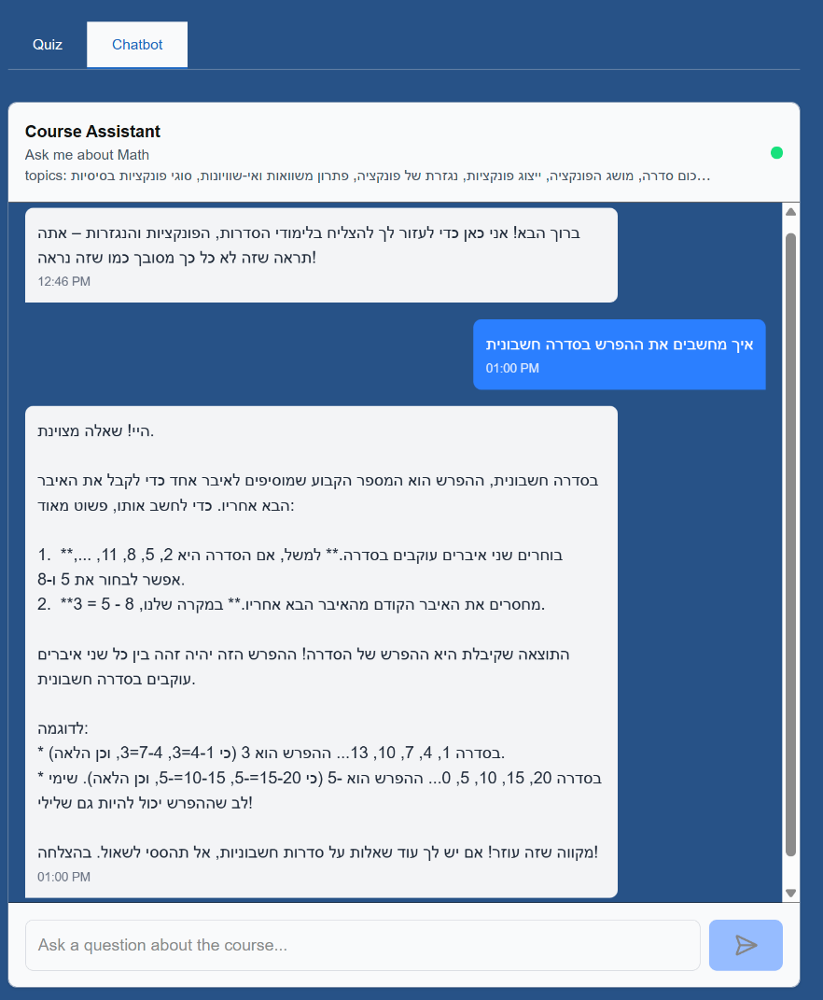 Quiz
Chatbot
Course Assistant
Ask me about Math
topics: סכום סדרה, מושג הפונקציה, ייצוג פונקציות, נגזרת של פונקציה, פתרון משוואות ואי-שוויונות, סוגי פונקציות בסיסיות...
ברוך הבא! אני כאן כדי לעזור לך להצליח בלימודי הסדרות, הפונקציות והנגזרות – אתה
תראה שזה לא כל כך מסובך כמו שזה נראה!
12:46 PM
איך מחשבים את ההפרש בסדרה חשבונית
01:00 PM
היי! שאלה מצוינת.
בסדרה חשבונית, ההפרש הוא המספר הקבוע שמוסיפים לאיבר אחד כדי לקבל את האיבר
הבא אחריו. כדי לחשב אותו, פשוט מאוד:
1. **בוחרים שני איברים עוקבים בסדרה.** למשל, אם הסדרה היא 2, 5, 8, 11, ...,
אפשר לבחור את 5 ו-8.
2. **מחסרים את האיבר הקודם מהאיבר הבא אחריו.** במקרה שלנו, 8 - 5 = 3.
התוצאה שקיבלת היא ההפרש של הסדרה! ההפרש הזה יהיה זהה בין כל שני איברים
עוקבים בסדרה חשבונית.
לדוגמה:
* בסדרה 1, 4, 7, 10, 13... ההפרש הוא 3 (כי 4-1=3, 7-4=3, וכן הלאה).
* בסדרה 20, 15, 10, 5, 0... ההפרש הוא -5 (כי 15-20=-5, 10-15=-5, וכן הלאה). שימי
לב שההפרש יכול להיות גם שלילי!
מקווה שזה עוזר! אם יש לך עוד שאלות על סדרות חשבוניות, אל תהססי לשאול. בהצלחה!
01:00 PM
Ask a question about the course...